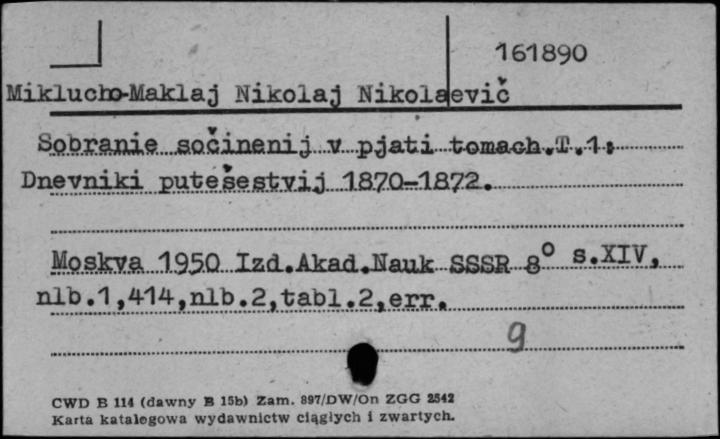 161890
Miklucho-Maklaj Nikolaj Nikolaevič
Sobranie sočinenij v pjati tomach.T.1:
Dnevniki putešestvij 1870-1872.
Moskva 1950 Izd.Akad.Nauk SSSR 8° s.XIV,
nlb.1,414,nlb.2,tabl.2,err.
9
CWD B 114 (dawny B 15b) Zam. 897/DW/On ZGG 2542
Karta katalogowa wydawnictw ciągłych i zwartych.